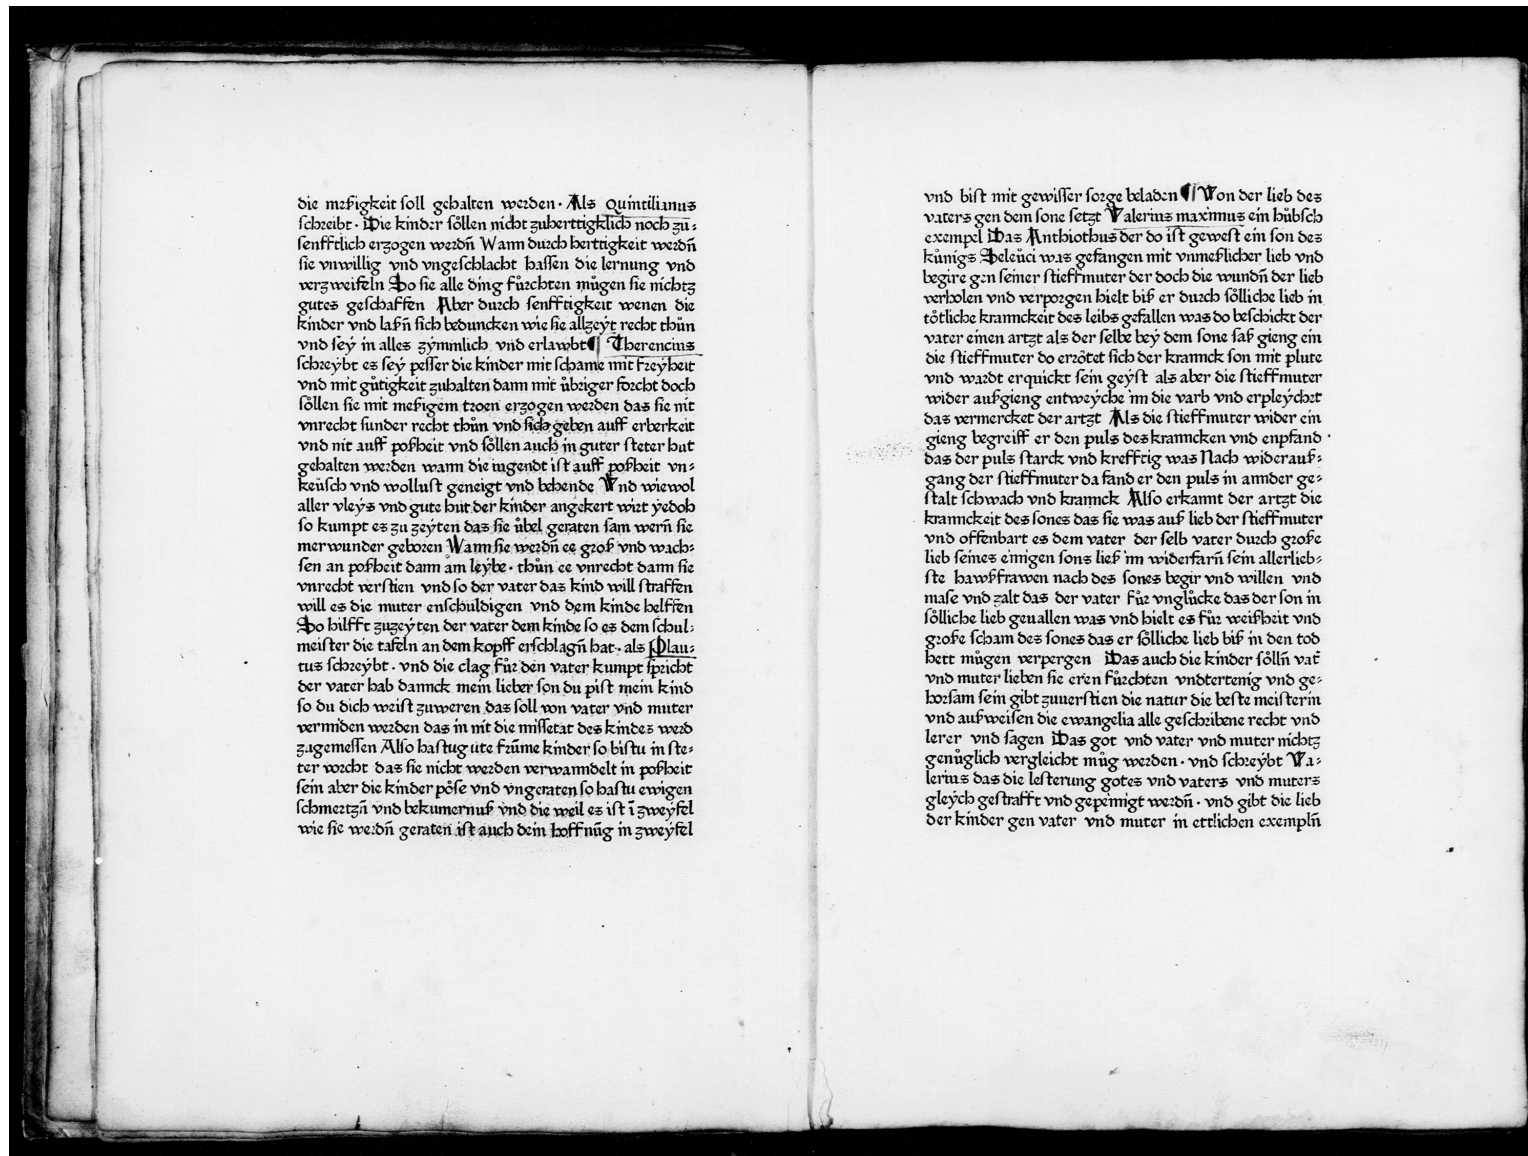 die meßigkeit soll gehalten werden· Als Quintilianus
schreibt· Die kinder söllen nicht zuherttigklich noch zu⸗
senfftlich erzogen werdñ Wann durch herttigkeit werdñ
sie vnwillig vnd vngeschlacht hassen die lernung vnd
verzweifeln So sie alle ding fürchten mügen sie nichtz
gutes geschaffen Aber durch senfftigkeit wenen die
kinder vnd laßñ sich beduncken wie sie allzeyt recht thůn
vnd sey in alles zymmlich vnd erlawbt ¶ Therencius
schreybt es sey pesser die kinder mit schame mit freyheit
vnd mit gůtigkeit zuhalten dann mit übriger forcht doch
söllen sie mit meßigem troen erzogen werden das sie nit
vnrecht sunder recht thůn vnd sich geben auff erberkeit
vnd nit auff poßheit vnd söllen auch in guter steter hut
gehalten werden wann die iugendt ist auff poßheit vn⸗
keüsch vnd wollust geneigt vnd behende Vnd wiewol
aller vleys vnd gute hut der kinder angekert wirt yedoh
so kumpt es zu zeyten das sie übel geraten sam werñ sie
merwunder geboren Wann sie werdñ ee groß vnd wach⸗
sen an poßheit dann am leybe· thůn ee vnrecht dann sie
vnrecht verstien vnd so der vater das kind will straffen
will es die muter enschuldigen vnd dem kinde helffen
So hilfft zuzeyten der vater dem kinde so es dem schul⸗
meister die tafeln an dem kopff erschlagñ hat· als Plau⸗
tus schreybt· vnd die clag für den vater kumpt spricht
der vater hab dannck mein lieber son du pist mein kind
so du dich weist zuweren das soll von vater vnd muter
vermiden werden das in nit die missetat des kindes werd
zugemessen Also hastu gute frūme kinder so bistu in ste⸗
ter vorcht das sie nicht werden verwanndelt in poßheit
sein aber die kinder pöse vnd vngeraten so hastu ewigen
schmertzñ vnd bekumernuß vnd die weil es ist ī zweyfel
wie sie werdñ geraten ist auch dein hoffnūg in zweyfel
vnd bist mit gewisser sorge beladen ¶ Von der lieb des
vaters gen dem sone setzt Valerius maximus ein hübsch
exempel Das Anthiothus der do ist gewest ein son des
künigs Seleuci was gefangen mit vnmeßlicher lieb vnd
begire gen seiner stieffmuter der doch die wundñ der lieb
verholen vnd verporgen hielt biß er durch sölliche lieb in
tötliche krannckeit des leibs gefallen was do beschickt der
vater einen artzt als der selbe bey dem sone saß gieng ein
die stieffmuter do errötet sich der krannck son mit plute
vnd wardt erquickt sein geyst als aber die stieffmuter
wider außgieng entweyche im die varb vnd erpleychet
das vermercket der artzt Als die stieffmuter wider ein
gieng begreiff er den puls des krancken vnd enpfand·
das der puls starck vnd krefftig was Nach widerauß⸗
gang der stieffmuter da fand er den puls in annder ge⸗
stalt schwach vnd krannck Also erkannt der artzt die
kranckeit des sones das sie was auß lieb der stieffmuter
vnd offenbart es dem vater der selb vater durch große
lieb seines einigen sons ließ im widerfarñ sein allerlieb⸗
ste hawßfrawen nach des sones begir vnd willen vnd
mase vnd zalt das der vater für vnglücke das der son in
sölliche lieb geuallen was vnd hielt es für weißheit vnd
große scham des sones das er sölliche lieb biß in den tod
hett mügen verpergen Das auch die kinder söllñ vat̃
vnd muter lieben sie eren fürchten vndtertenig vnd ge⸗
horsam sein gibt zuuerstien die natur die beste meisterin
vnd außweisen die ewangelia alle geschribene recht vnd
lerer vnd sagen Das got vnd vater vnd muter nichtz
genůglich vergleicht müg werden· vnd schreybt Va⸗
lerius das die lesterung gotes vnd vaters vnd muters
gleych gestrafft vnd gepeinigt werdñ· vnd gibt die lieb
der kinder gen vater vnd muter in ettlichen exemplñ